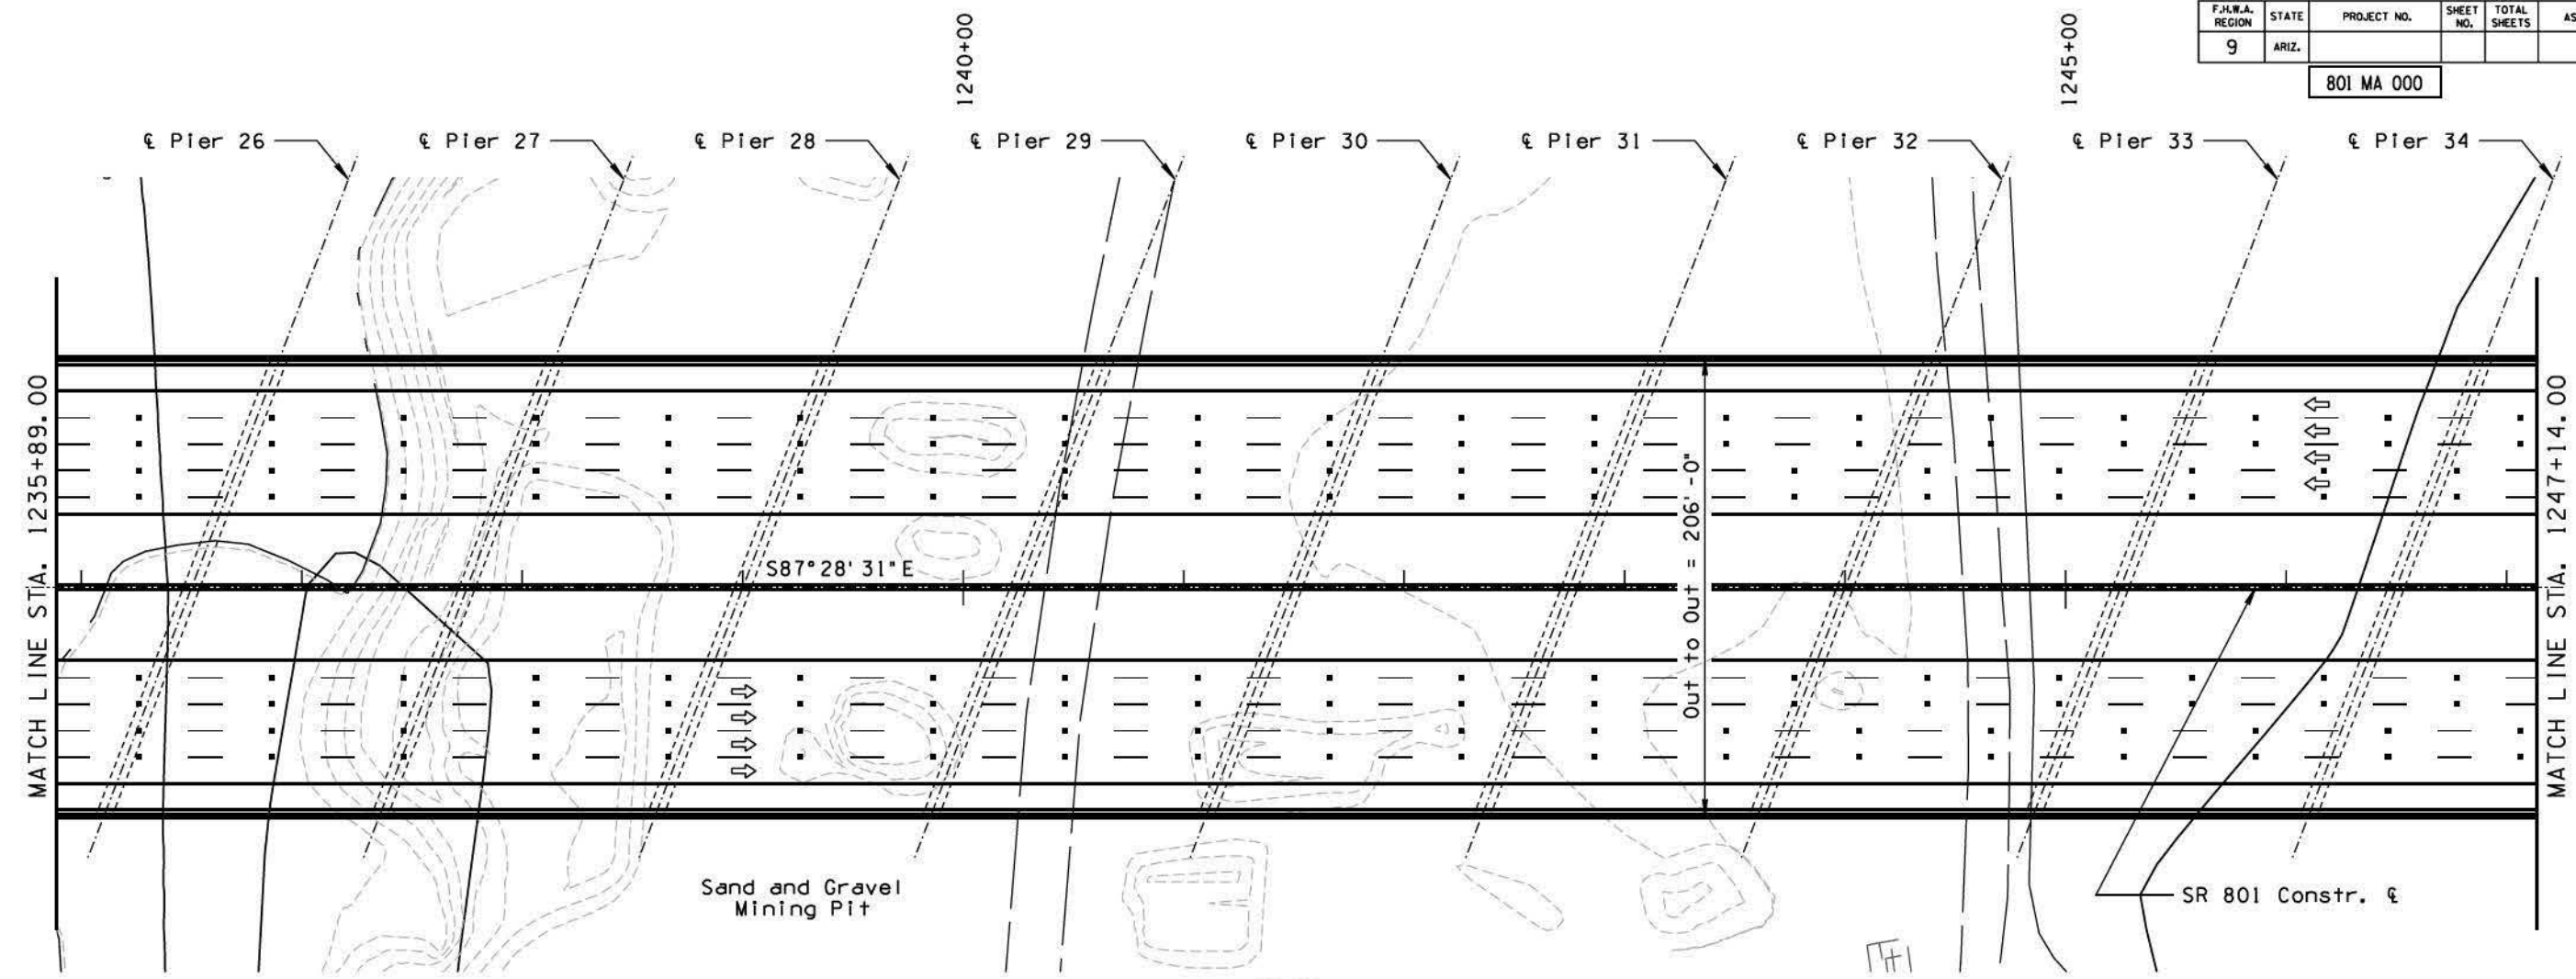 F.H.W.A. REGION STATE PROJECT NO. SHEET NO. TOTAL SHEETS AS
9 ARIZ.
801 MA 000
1240+00
1245+00
℄ Pier 26
℄ Pier 27
℄ Pier 28
℄ Pier 29
℄ Pier 30
℄ Pier 31
℄ Pier 32
℄ Pier 33
℄ Pier 34
MATCH LINE STA. 1235+89.00
S87°28'31"E
Out to Out = 206'-0"
MATCH LINE STA. 1247+14.00
Sand and Gravel
Mining Pit
SR 801 Constr. ℄